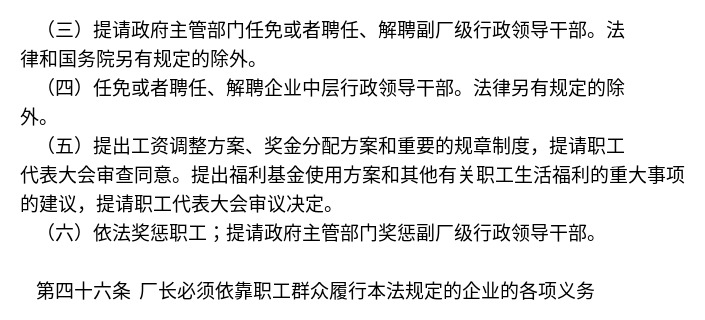 （三）提请政府主管部门任免或者聘任、解聘副厂级行政领导干部。法
律和国务院另有规定的除外。
（四）任免或者聘任、解聘企业中层行政领导干部。法律另有规定的除
外。
（五）提出工资调整方案、奖金分配方案和重要的规章制度，提请职工
代表大会审查同意。提出福利基金使用方案和其他有关职工生活福利的重大事项
的建议，提请职工代表大会审议决定。
（六）依法奖惩职工；提请政府主管部门奖惩副厂级行政领导干部。
第四十六条 厂长必须依靠职工群众履行本法规定的企业的各项义务